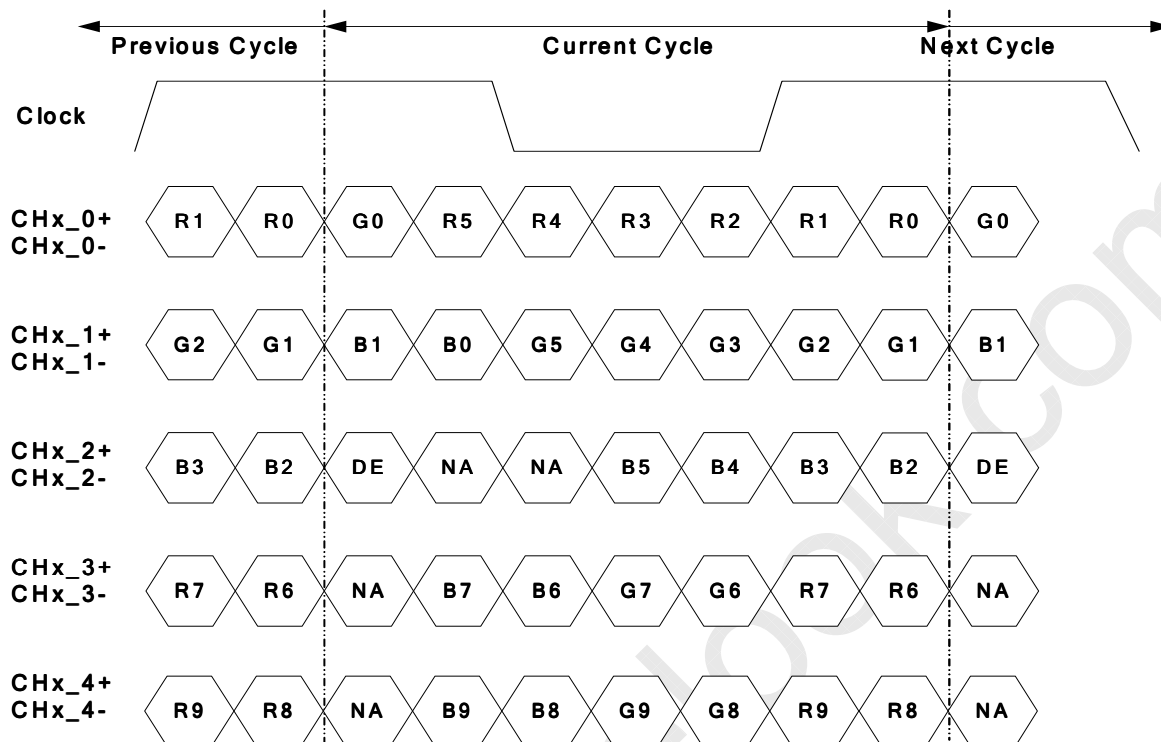 Previous Cycle Current Cycle Next Cycle
Clock
CHx_0+
CHx_0-
R1 R0 G0 R5 R4 R3 R2 R1 R0 G0
CHx_1+
CHx_1-
G2 G1 B1 B0 G5 G4 G3 G2 G1 B1
CHx_2+
CHx_2-
B3 B2 DE NA NA B5 B4 B3 B2 DE
CHx_3+
CHx_3-
R7 R6 NA B7 B6 G7 G6 R7 R6 NA
CHx_4+
CHx_4-
R9 R8 NA B9 B8 G9 G8 R9 R8 NA
look.com